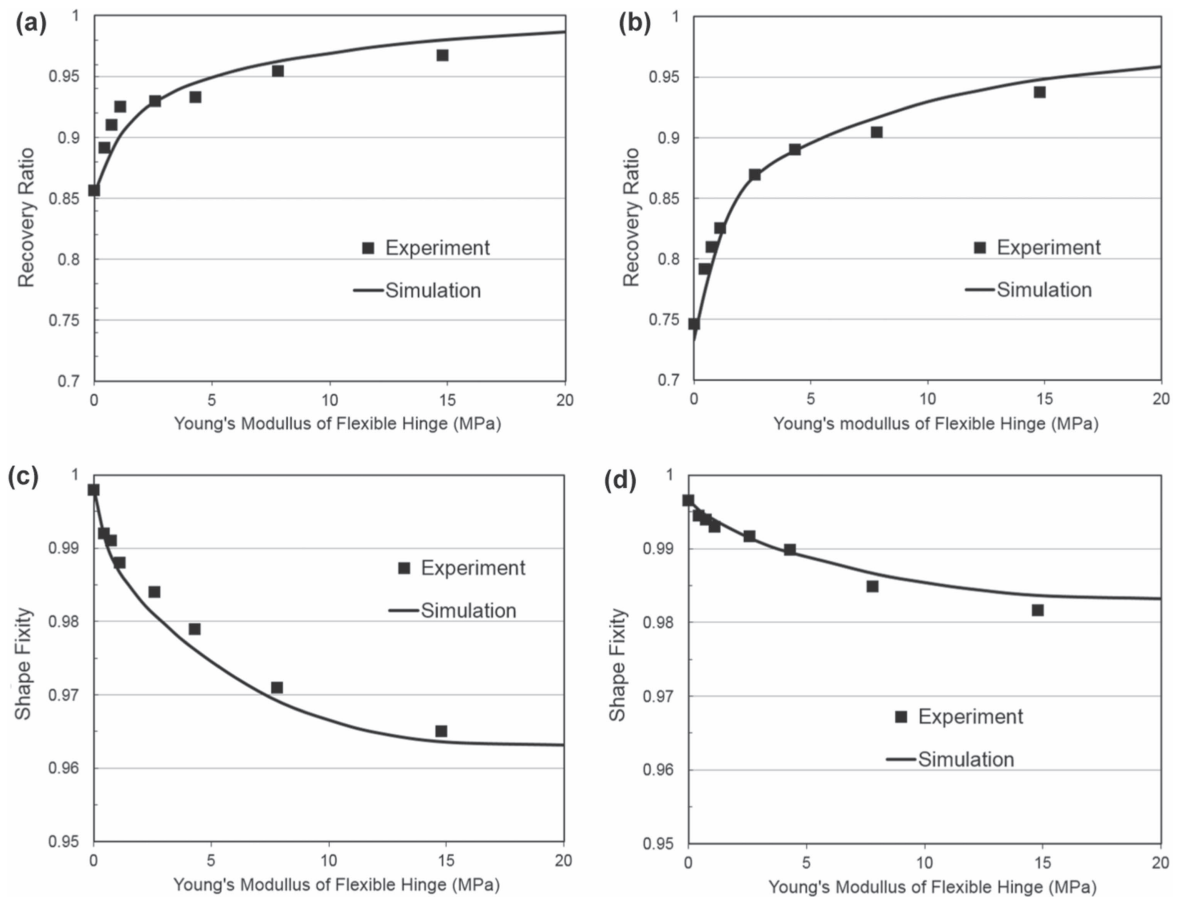 (a)
1
0.95
0.9
0.85
0.8
0.75
0.7
Recovery Ratio
Experiment
Simulation
0 5 10 15 20
Young's Modullus of Flexible Hinge (MPa)
(b)
1
0.95
0.9
0.85
0.8
0.75
0.7
Recovery Ratio
Experiment
Simulation
0 5 10 15 20
Young's modullus of Flexible Hinge (MPa)
(c)
1
0.99
0.98
0.97
0.96
0.95
Shape Fixity
Experiment
Simulation
0 5 10 15 20
Young's Modullus of Flexible Hinge (MPa)
(d)
1
0.99
0.98
0.97
0.96
0.95
Shape Fixity
Experiment
Simulation
0 5 10 15 20
Young's Modullus of Flexible Hinge (MPa)